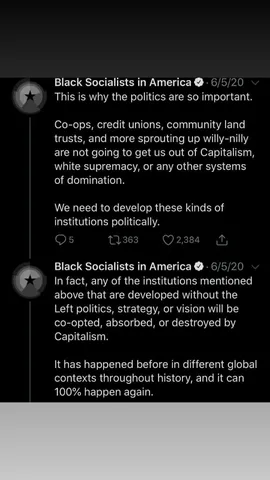 Black Socialists in America · 6/5/20
This is why the politics are so important.
Co-ops, credit unions, community land
trusts, and more sprouting up willy-nilly
are not going to get us out of Capitalism,
white supremacy, or any other systems
of domination.
We need to develop these kinds of
institutions politically.
5 363 2,384
Black Socialists in America · 6/5/20
In fact, any of the institutions mentioned
above that are developed without the
Left politics, strategy, or vision will be
co-opted, absorbed, or destroyed by
Capitalism.
It has happened before in different global
contexts throughout history, and it can
100% happen again.